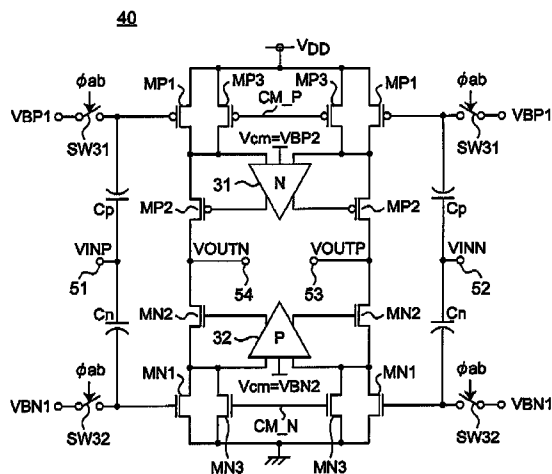 40
VDD
ϕab MP1 MP3 MP3 MP1 ϕab
VBP1 CM_P VBP1
SW31 Vcm=VBP2 SW31
31 N
Cp MP2 MP2 Cp
VINP VOUTN VOUTP VINN
51 54 53 52
Cn MN2 MN2 Cn
32 P
ϕab MN1 MN1 ϕab
Vcm=VBN2
VBN1 CM_N VBN1
SW32 MN3 MN3 SW32